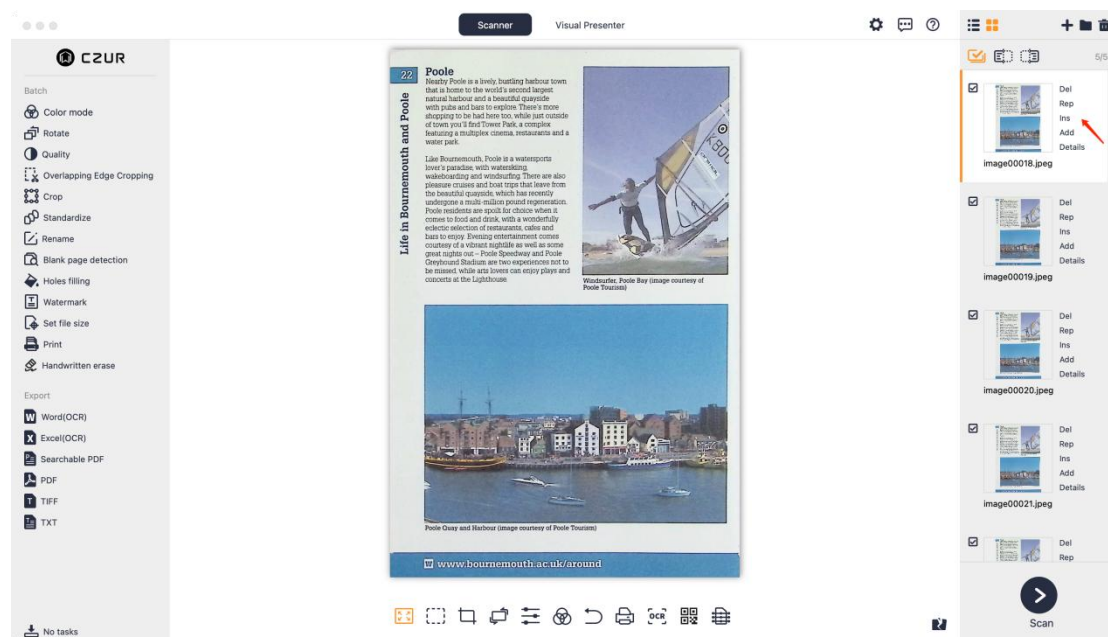 Scanner
Visual Presenter
CZUR
Batch
Color mode
Rotate
Quality
Overlapping Edge Cropping
Crop
Standardize
Rename
Blank page detection
Holes filling
Watermark
Set file size
Print
Handwritten erase
Export
Word(OCR)
Excel(OCR)
Searchable PDF
PDF
TIFF
TXT
No tasks
22
Life in Bournemouth and Poole
Poole
Nearby Poole is a lively, bustling harbour town
that is home to the world's second largest
natural harbour and a beautiful quayside
with pubs and bars to explore. There's more
shopping to be had here too, while just outside
of town you'll find Tower Park, a complex
featuring a multiplex cinema, restaurants and a
water park.
Like Bournemouth, Poole is a watersports
lover's paradise, with waterskiing,
wakeboarding and windsurfing. There are also
pleasure cruises and boat trips that leave from
the beautiful quayside, which has recently
undergone a multi-million pound regeneration.
Poole residents are spoilt for choice when it
comes to food and drink, with a wonderfully
eclectic selection of restaurants, cafes and
bars to enjoy. Evening entertainment comes
courtesy of a vibrant nightlife as well as some
great nights out – Poole Speedway and Poole
Greyhound Stadium are two experiences not to
be missed, while arts lovers can enjoy plays and
concerts at the Lighthouse.
K800
Windsurfer, Poole Bay (image courtesy of
Poole Tourism)
Poole Quay and Harbour (image courtesy of Poole Tourism)
www.bournemouth.ac.uk/around
OCR
5/5
Del
Rep
Ins
Add
Details
image00018.jpeg
Del
Rep
Ins
Add
Details
image00019.jpeg
Del
Rep
Ins
Add
Details
image00020.jpeg
Del
Rep
Ins
Add
Details
image00021.jpeg
Del
Rep
Scan